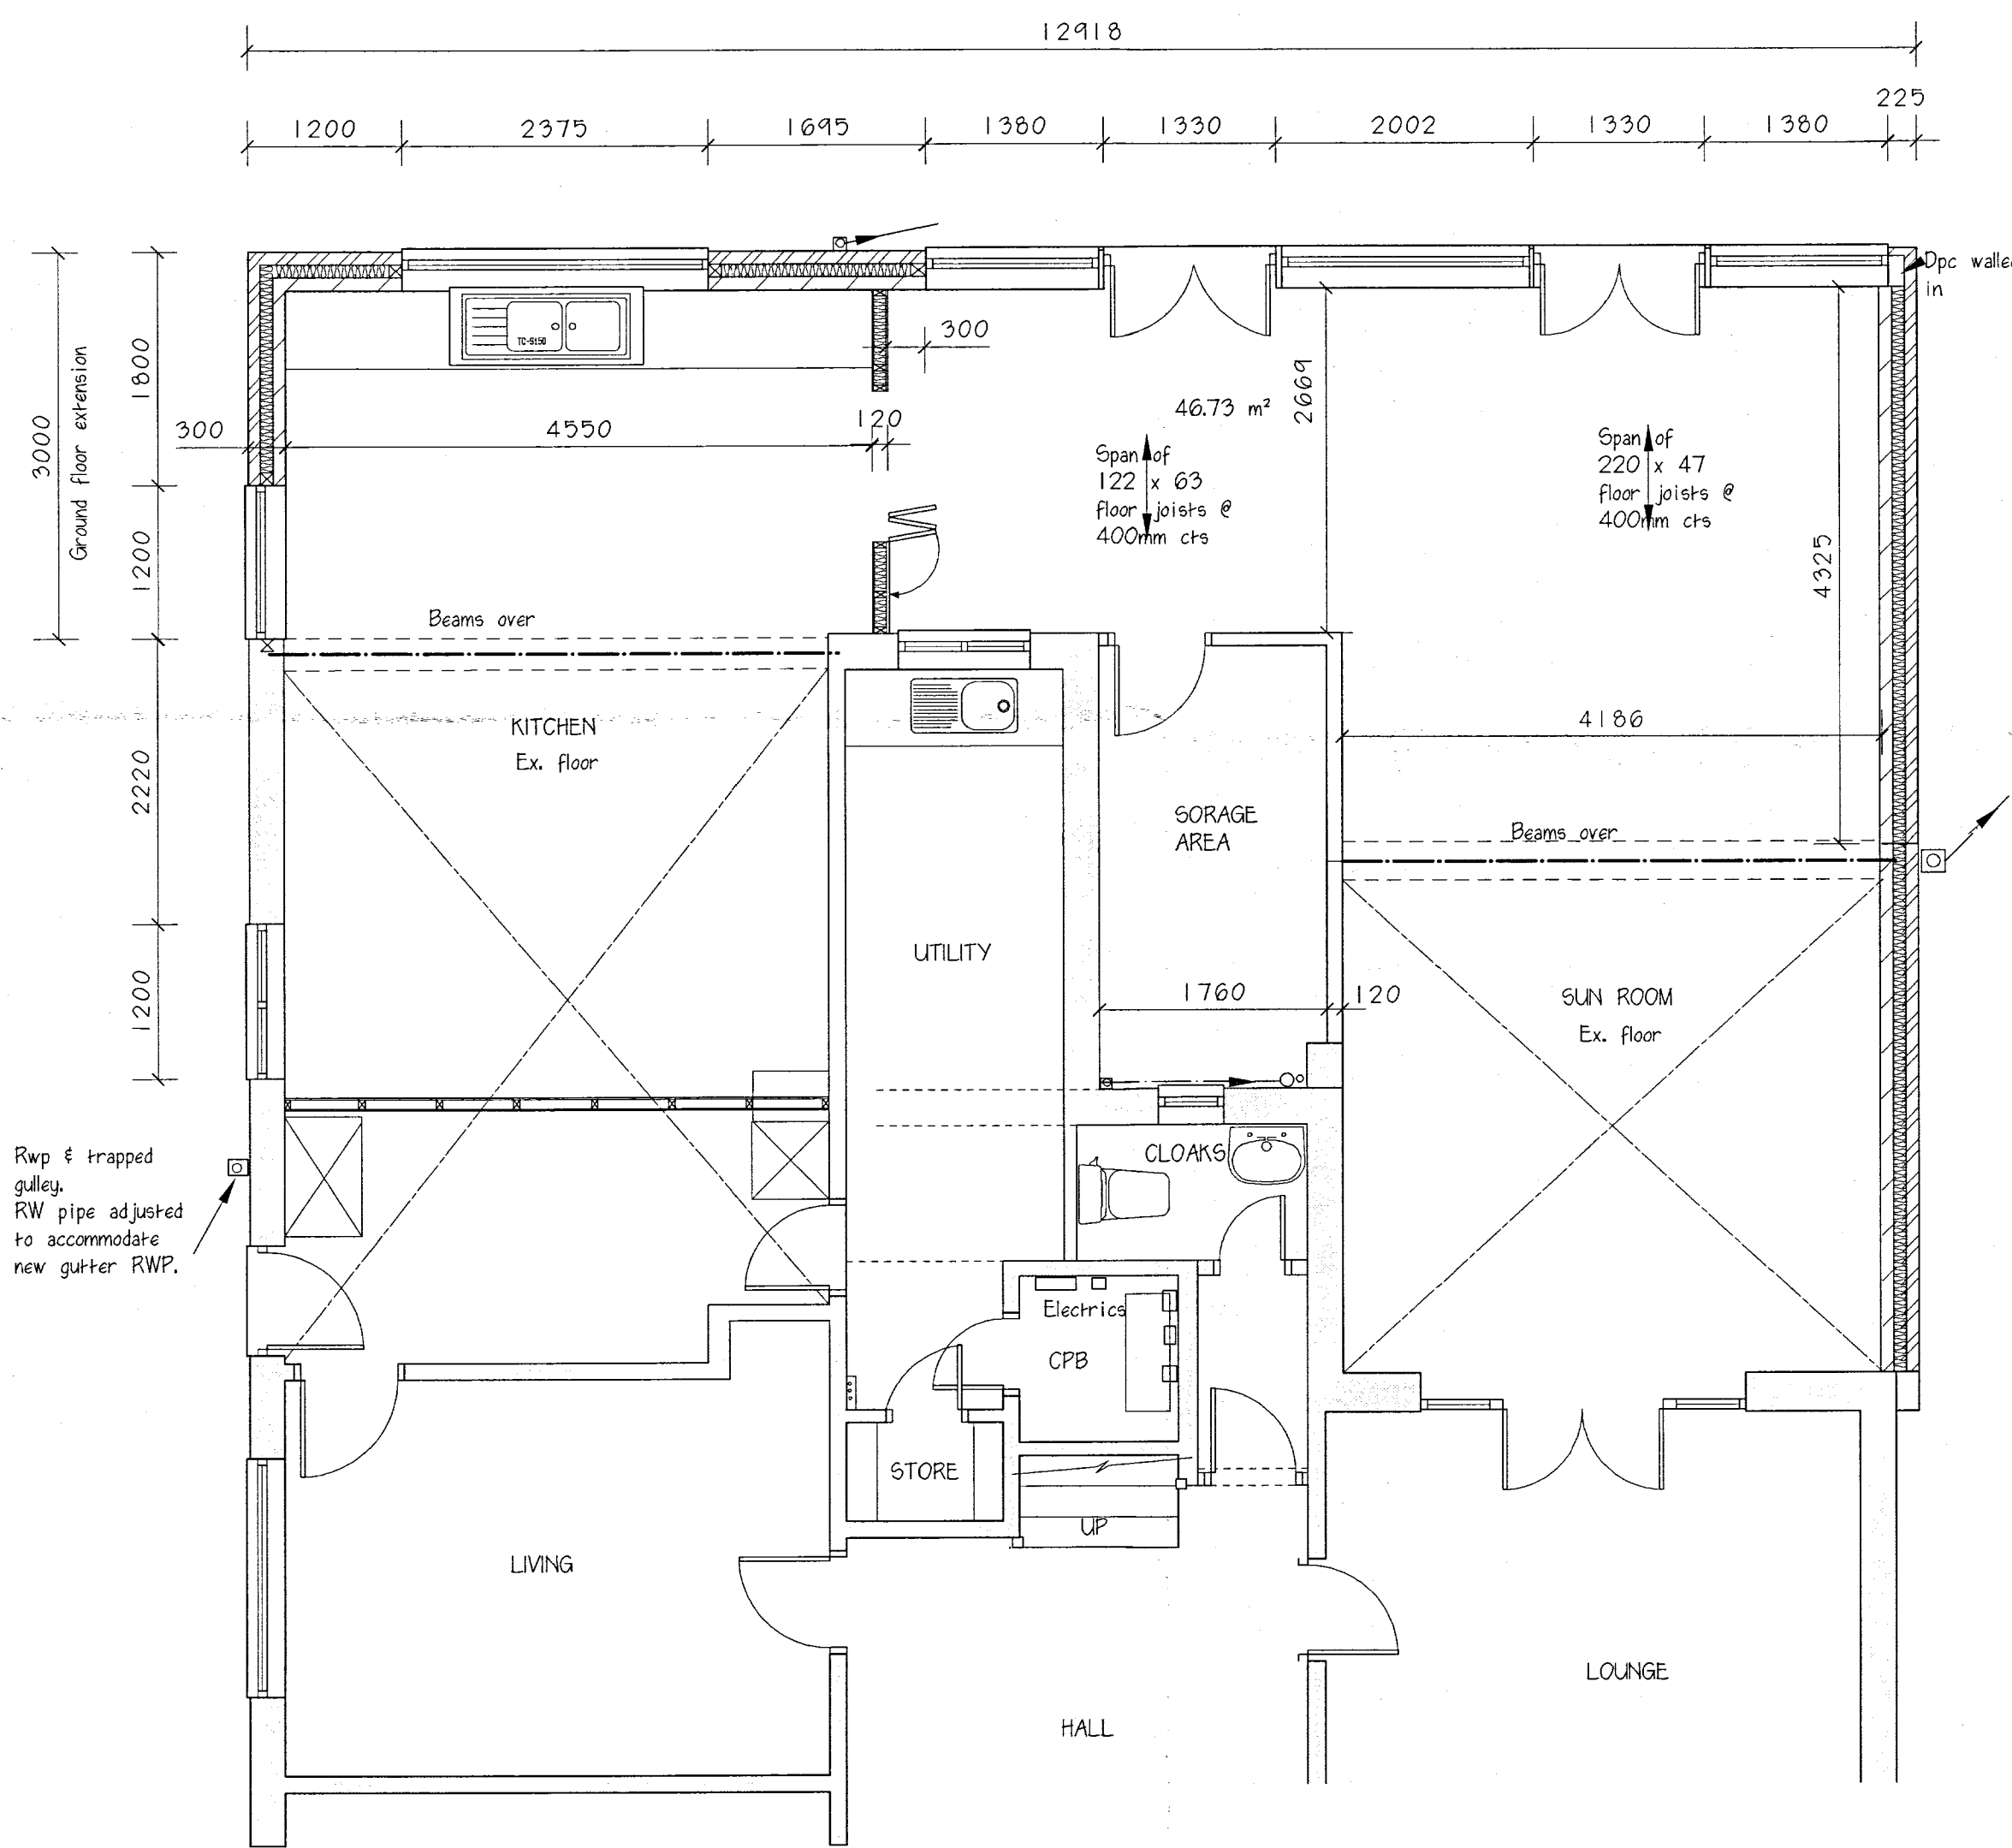 12918
225
1200
2375
1695
1380
1330
2002
1330
1380
Dpc walled
in
3000
Ground floor extension
1800
300
TC-S150
300
4550
120
46.73 m²
2669
Span of
122 x 63
floor joists @
400mm cts
Span of
220 x 47
floor joists @
400mm cts
1200
4325
Beams over
KITCHEN
Ex. floor
2220
4186
SORAGE
AREA
Beams over
UTILITY
1200
1760
120
SUN ROOM
Ex. floor
Rwp & trapped
gulley.
RW pipe adjusted
to accommodate
new gutter RWP.
CLOAKS
Electrics
CPB
STORE
UP
LIVING
LOUNGE
HALL